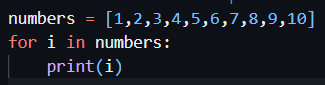 numbers = [1,2,3,4,5,6,7,8,9,10]
for i in numbers:
    print(i)